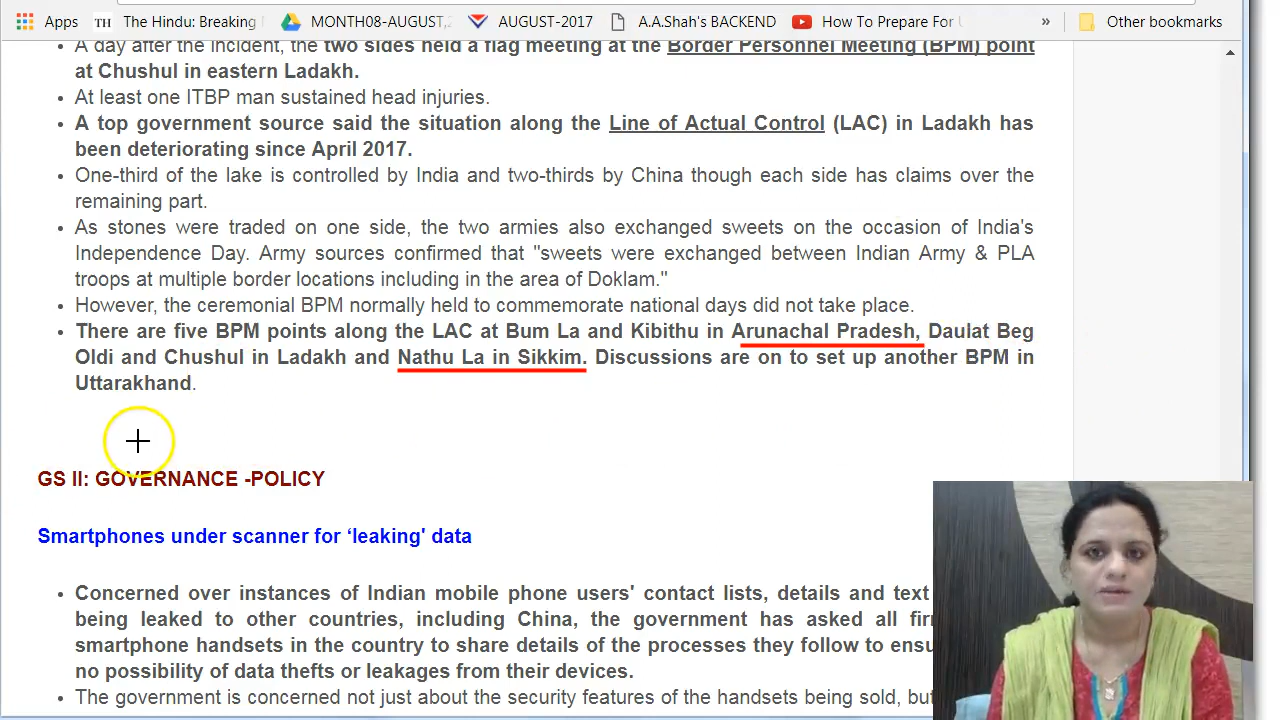 Apps The Hindu: Breaking MONTH08-AUGUST, AUGUST-2017 A.A.Shah's BACKEND How To Prepare For » Other bookmarks
• A day after the incident, the two sides held a flag meeting at the Border Personnel Meeting (BPM) point
at Chushul in eastern Ladakh.
• At least one ITBP man sustained head injuries.
• A top government source said the situation along the Line of Actual Control (LAC) in Ladakh has
been deteriorating since April 2017.
• One-third of the lake is controlled by India and two-thirds by China though each side has claims over the
remaining part.
• As stones were traded on one side, the two armies also exchanged sweets on the occasion of India's
Independence Day. Army sources confirmed that "sweets were exchanged between Indian Army & PLA
troops at multiple border locations including in the area of Doklam."
• However, the ceremonial BPM normally held to commemorate national days did not take place.
• There are five BPM points along the LAC at Bum La and Kibithu in Arunachal Pradesh, Daulat Beg
Oldi and Chushul in Ladakh and Nathu La in Sikkim. Discussions are on to set up another BPM in
Uttarakhand.
GS II: GOVERNANCE -POLICY
Smartphones under scanner for ‘leaking' data
• Concerned over instances of Indian mobile phone users' contact lists, details and text
being leaked to other countries, including China, the government has asked all
smartphone handsets in the country to share details of the processes they follow to
no possibility of data thefts or leakages from their devices.
• The government is concerned not just about the security features of the handsets being sold,